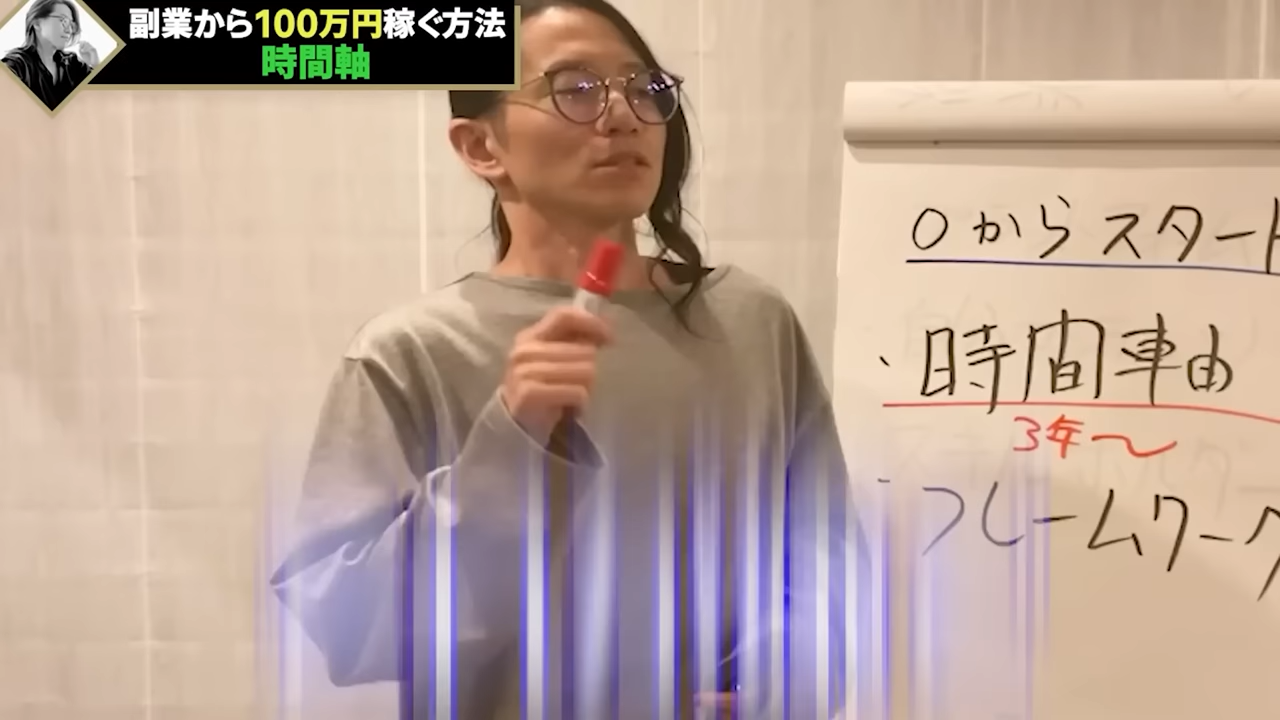 副業から100万円稼ぐ方法
時間軸
0からスタート
・時間軸
3年〜
・フレームワーク